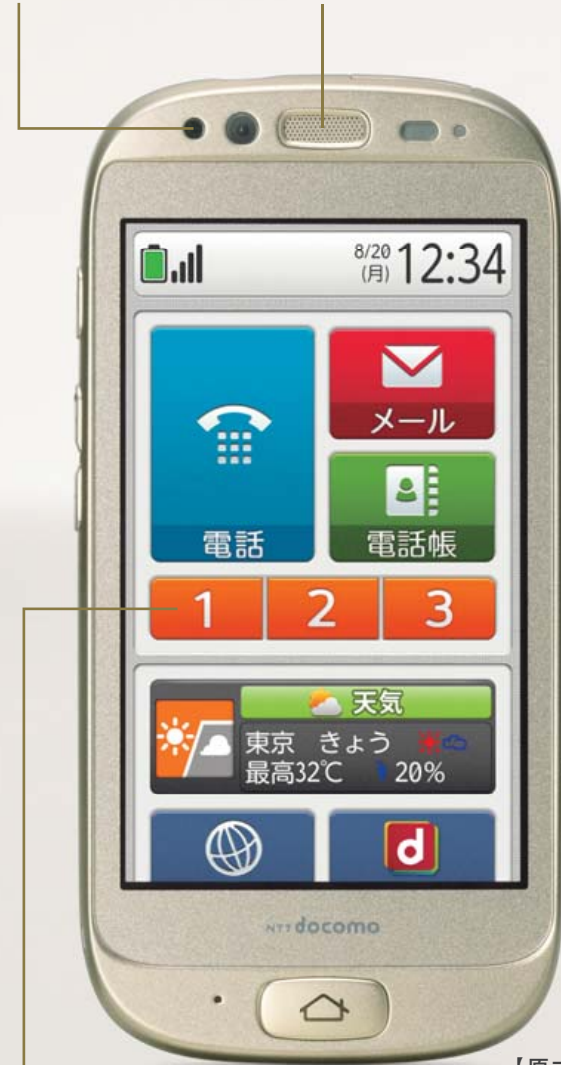 8/20
(月) 12:34
メール
電話
電話帳
1 2 3
天気
東京 きょう
最高32℃ 20%
d
NTT docomo